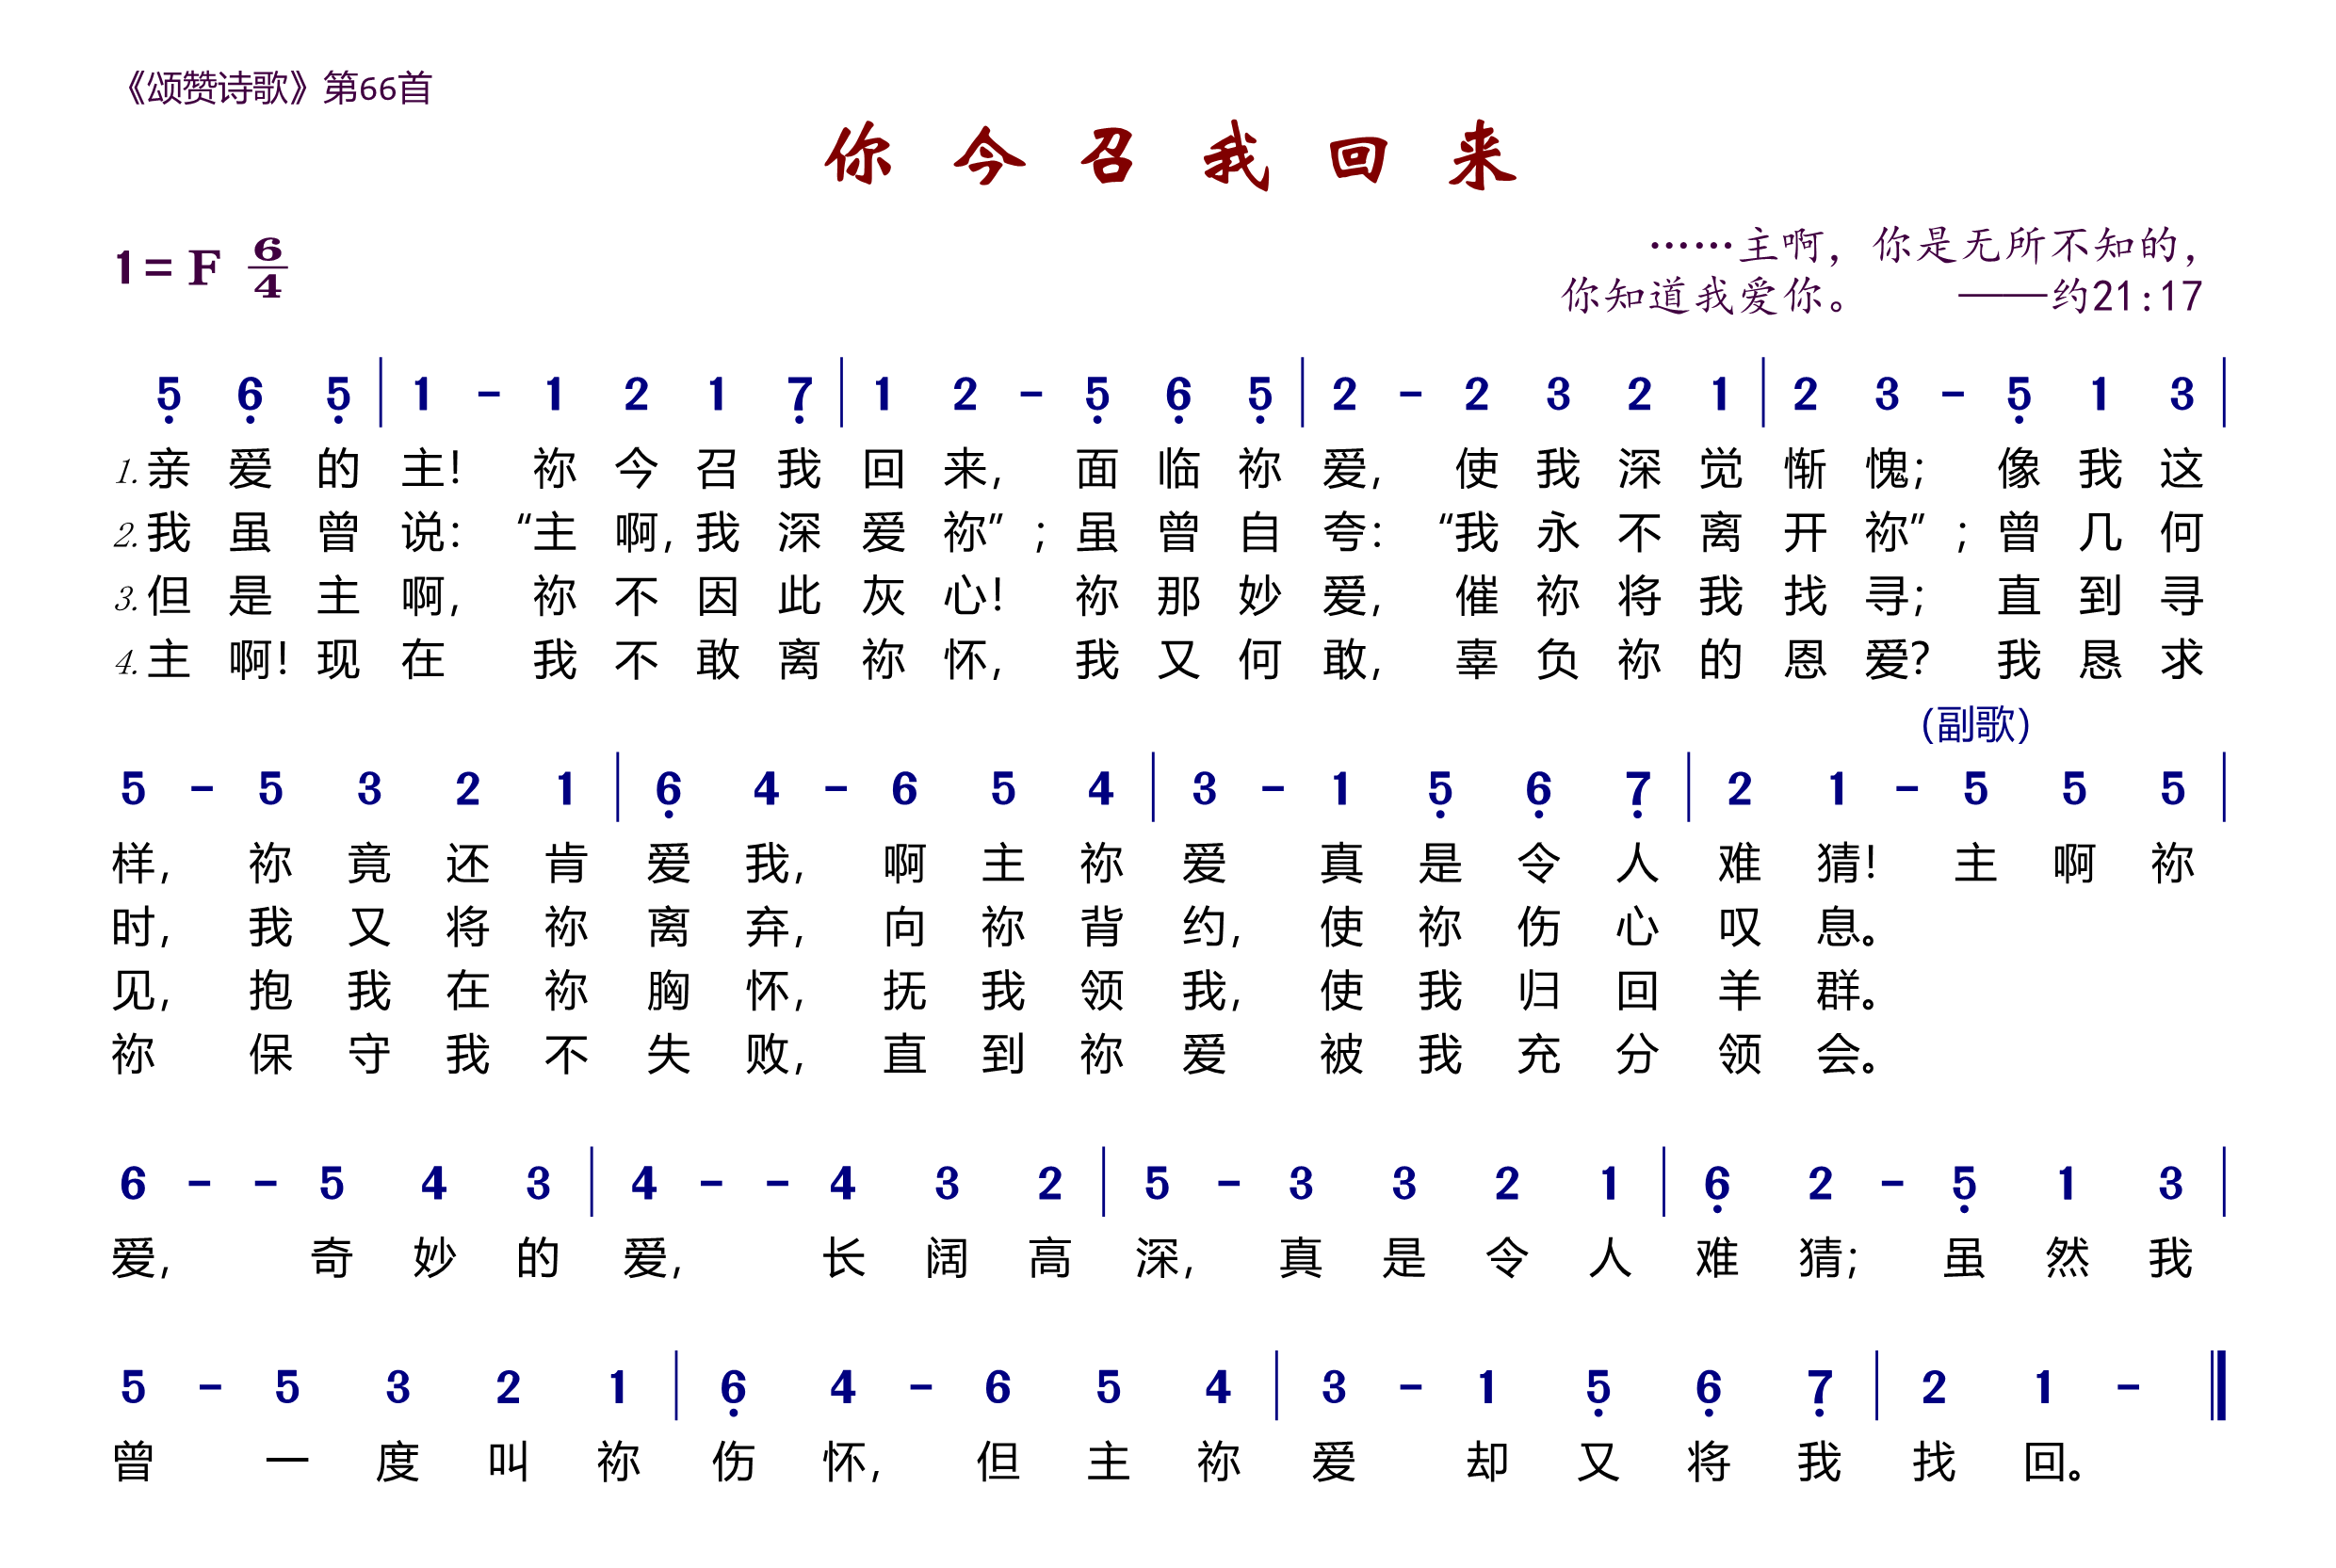 《颂赞诗歌》第66首
你今召我回来
1=F 6/4
……主啊，你是无所不知的，
你知道我爱你。 ——约21:17
5̣ 6̣ 5̣ | 1 - 1 2 1 7̣ | 1 2 - 5̣ 6̣ 5̣ | 2 - 2 3 2 1 | 2 3 - 5̣ 1 3 |
1. 亲爱的主！祢今召我回来，面临祢爱，使我深觉惭愧；像我这
2. 我虽曾说：“主啊，我深爱祢”；虽曾自夸：“我永不离开祢”；曾几何
3. 但是主啊，祢不因此灰心！祢那妙爱，催祢将我找寻；直到寻
4. 主啊！现在我不敢离祢怀，我又何敢，辜负祢的恩爱？我恳求
(副歌)
5 - 5 3 2 1 | 6̣ 4 - 6 5 4 | 3 - 1 5̣ 6̣ 7̣ | 2 1 - 5 5 5 |
样，祢竟还肯爱我，啊主祢爱真是令人难猜！主啊祢
时，我又将祢离弃，向祢背约，使祢伤心叹息。
见，抱我在祢胸怀，抚我领我，使我归回羊群。
祢保守我不失败，直到祢爱被我充分领会。
6 - - 5 4 3 | 4 - - 4 3 2 | 5 - 3 3 2 1 | 6̣ 2 - 5̣ 1 3 |
爱，奇妙的爱，长阔高深，真是令人难猜；虽然我
5 - 5 3 2 1 | 6̣ 4 - 6 5 4 | 3 - 1 5̣ 6̣ 7̣ | 2 1 - ‖
曾一度叫祢伤怀，但主祢爱却又将我找回。